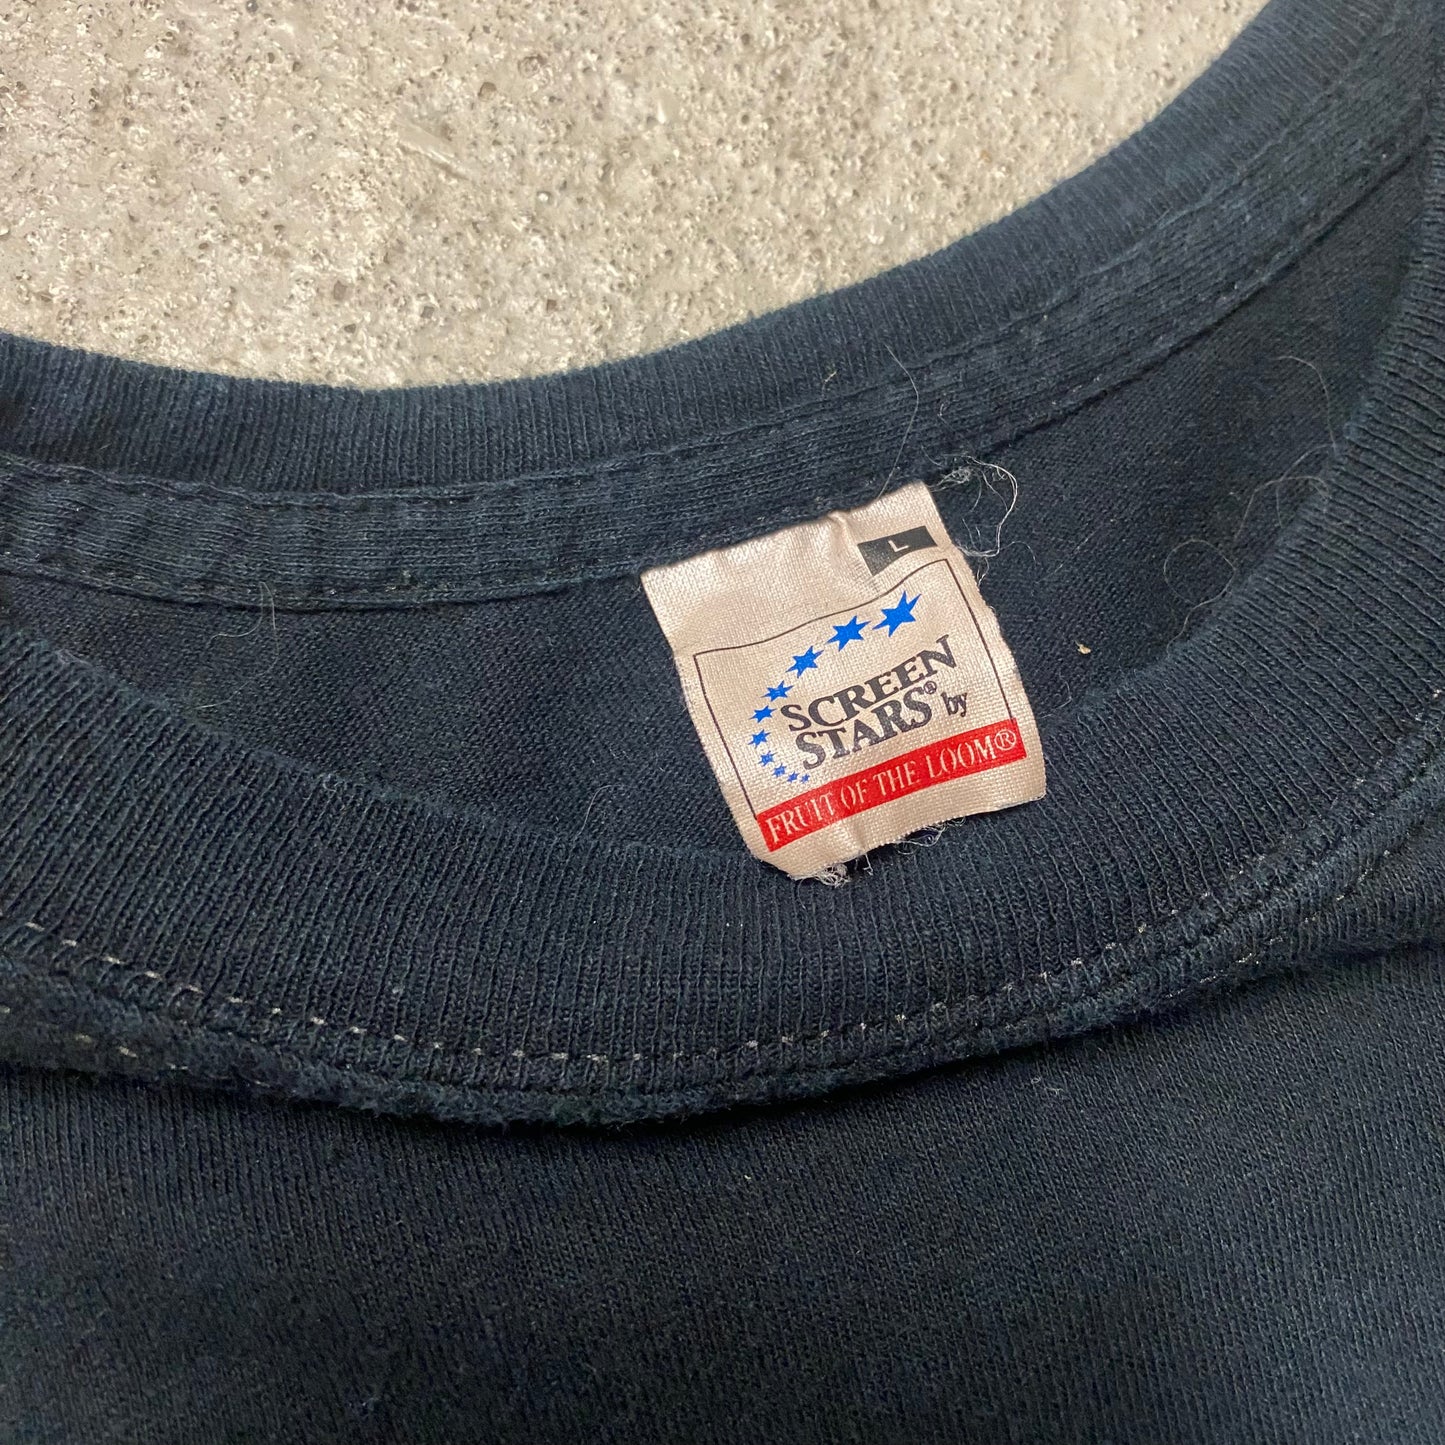 L
SCREEN
STARS® by
FRUIT OF THE LOOM®